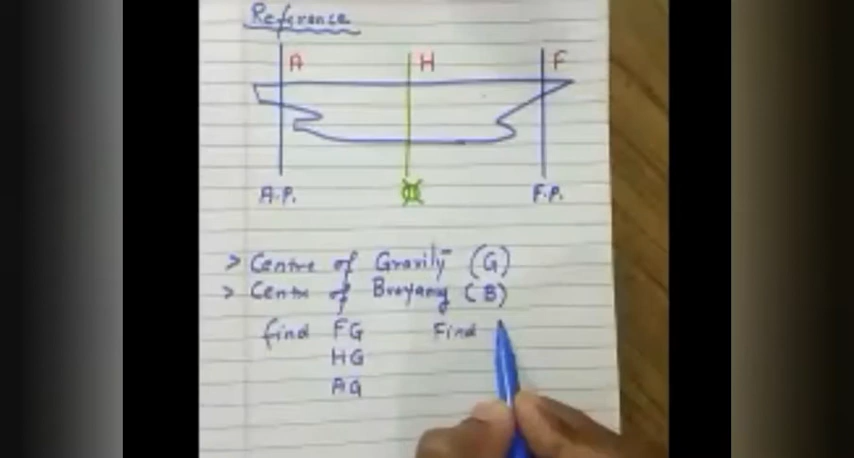 Reference
A H F
A.P. F.P.
> Centre of Gravity (G)
> Centre of Buoyancy (B)
find FG Find
HG
AG